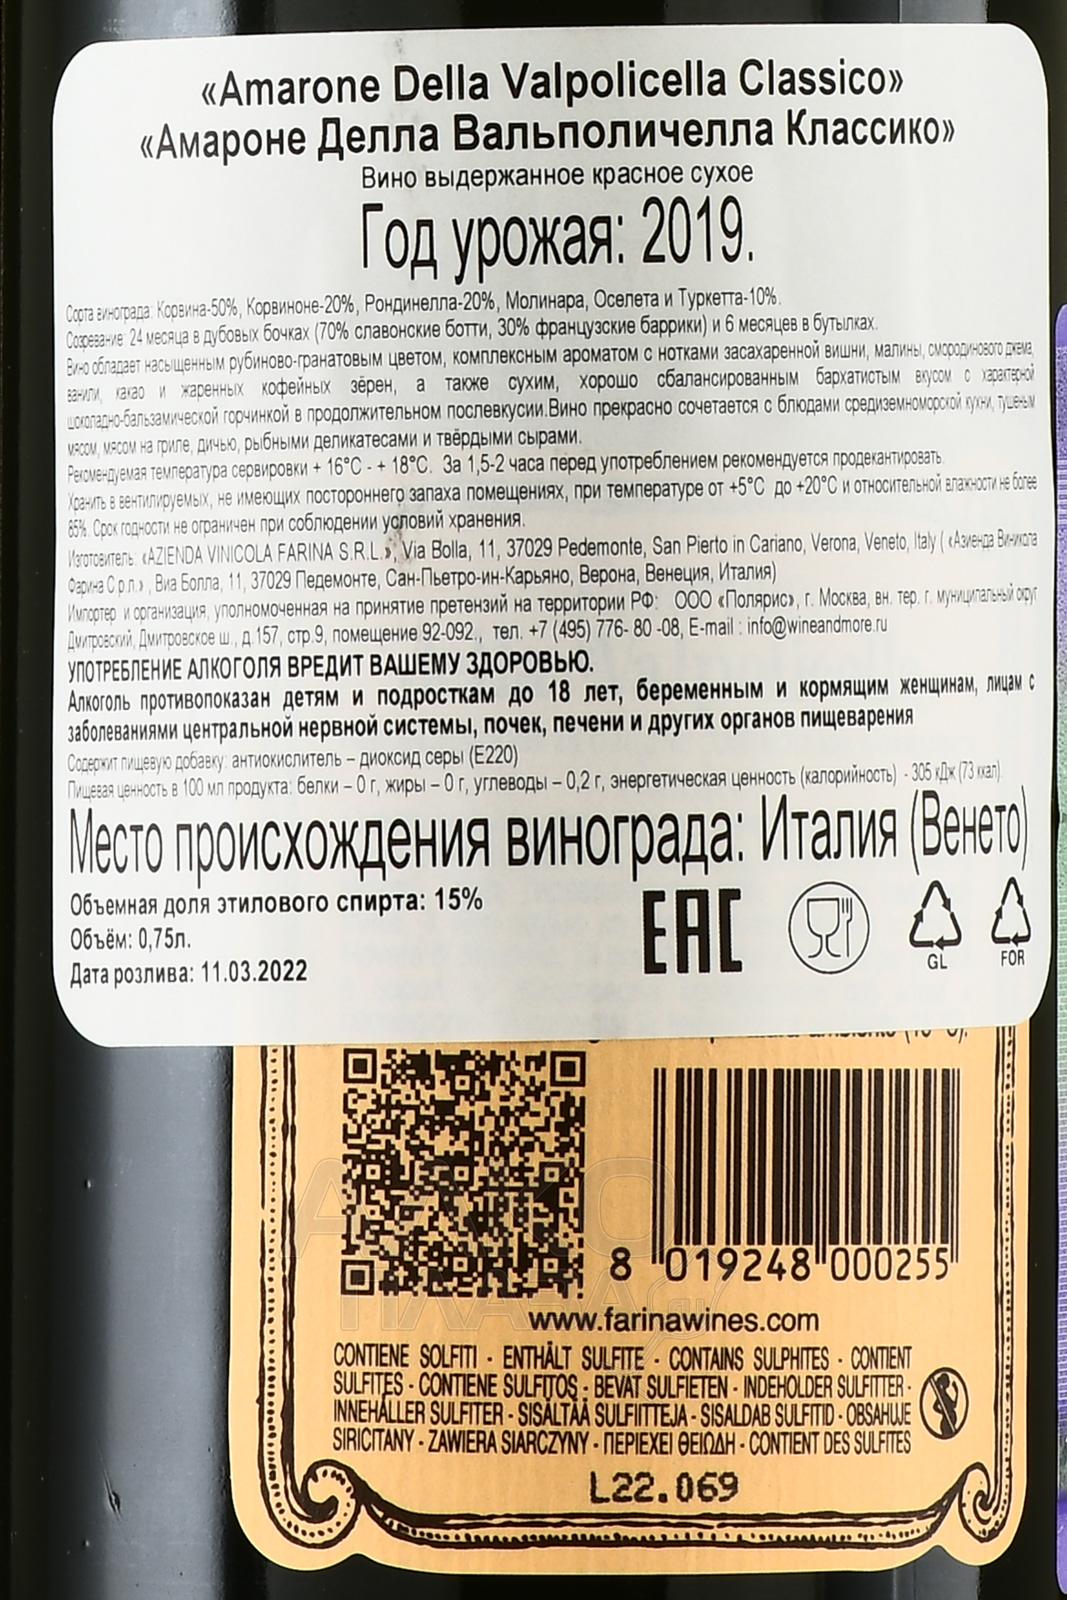 «Amarone Della Valpolicella Classico»
«Амароне Делла Вальполичелла Классико»
Вино выдержанное красное сухое
Год урожая: 2019.
Сорта винограда: Корвина-50%, Корвиноне-20%, Рондинелла-20%, Молинара, Оселета и Туркетта-10%.
Созревание: 24 месяца в дубовых бочках (70% славонские ботти, 30% французские баррики) и 6 месяцев в бутылках.
Вино обладает насыщенным рубиново-гранатовым цветом, комплексным ароматом с нотками засахаренной вишни, малины, смородинового джема,
ванили, какао и жаренных кофейных зёрен, а также сухим, хорошо сбалансированным бархатистым вкусом с характерной
шоколадно-бальзамической горчинкой в продолжительном послевкусии.Вино прекрасно сочетается с блюдами средиземноморской кухни, тушеным
мясом, мясом на гриле, дичью, рыбными деликатесами и твёрдыми сырами.
Рекомендуемая температура сервировки + 16°С - + 18°С. За 1,5-2 часа перед употреблением рекомендуется продекантировать.
Хранить в вентилируемых, не имеющих постороннего запаха помещениях, при температуре от +5°С до +20°С и относительной влажности не более
85%. Срок годности не ограничен при соблюдении условий хранения.
Изготовитель: «AZIENDA VINICOLA FARINA S.R.L.», Via Bolla, 11, 37029 Pedemonte, San Pierto in Cariano, Verona, Veneto, Italy ( «Азиенда Виникола
Фарина С.р.л.» , Виа Болла, 11, 37029 Педемонте, Сан-Пьетро-ин-Карьяно, Верона, Венеция, Италия)
Импортер и организация, уполномоченная на принятие претензий на территории РФ: ООО «Полярис», г. Москва, вн. тер. г. муниципальный округ
Дмитровский, Дмитровское ш., д.157, стр.9, помещение 92-092., тел. +7 (495) 776- 80 -08, E-mail : info@wineandmore.ru
УПОТРЕБЛЕНИЕ АЛКОГОЛЯ ВРЕДИТ ВАШЕМУ ЗДОРОВЬЮ.
Алкоголь противопоказан детям и подросткам до 18 лет, беременным и кормящим женщинам, лицам с
заболеваниями центральной нервной системы, почек, печени и других органов пищеварения
Содержит пищевую добавку: антиокислитель – диоксид серы (Е220)
Пищевая ценность в 100 мл продукта: белки – 0 г, жиры – 0 г, углеводы – 0,2 г, энергетическая ценность (калорийность) - 305 кДж (73 ккал).
Место происхождения винограда: Италия (Венето)
Объемная доля этилового спирта: 15%
Объём: 0,75л.
Дата розлива: 11.03.2022
EAC
GL
FOR
8 019248 000255
www.farinawines.com
CONTIENE SOLFITI - ENTHÄLT SULFITE - CONTAINS SULPHITES - CONTIENT
SULFITES - CONTIENE SULFITOS - BEVAT SULFIETEN - INDEHOLDER SULFITTER -
INNEHÅLLER SULFITER - SISÄLTÄÄ SULFIITTEJA - SISALDAB SULFITID - OBSAHUJE
SIRICITANY - ZAWIERA SIARCZYNY - ΠΕΡΙΕΧΕΙ ΘΕΙΩΔΗ - CONTIENT DES SULFITES
L22.069